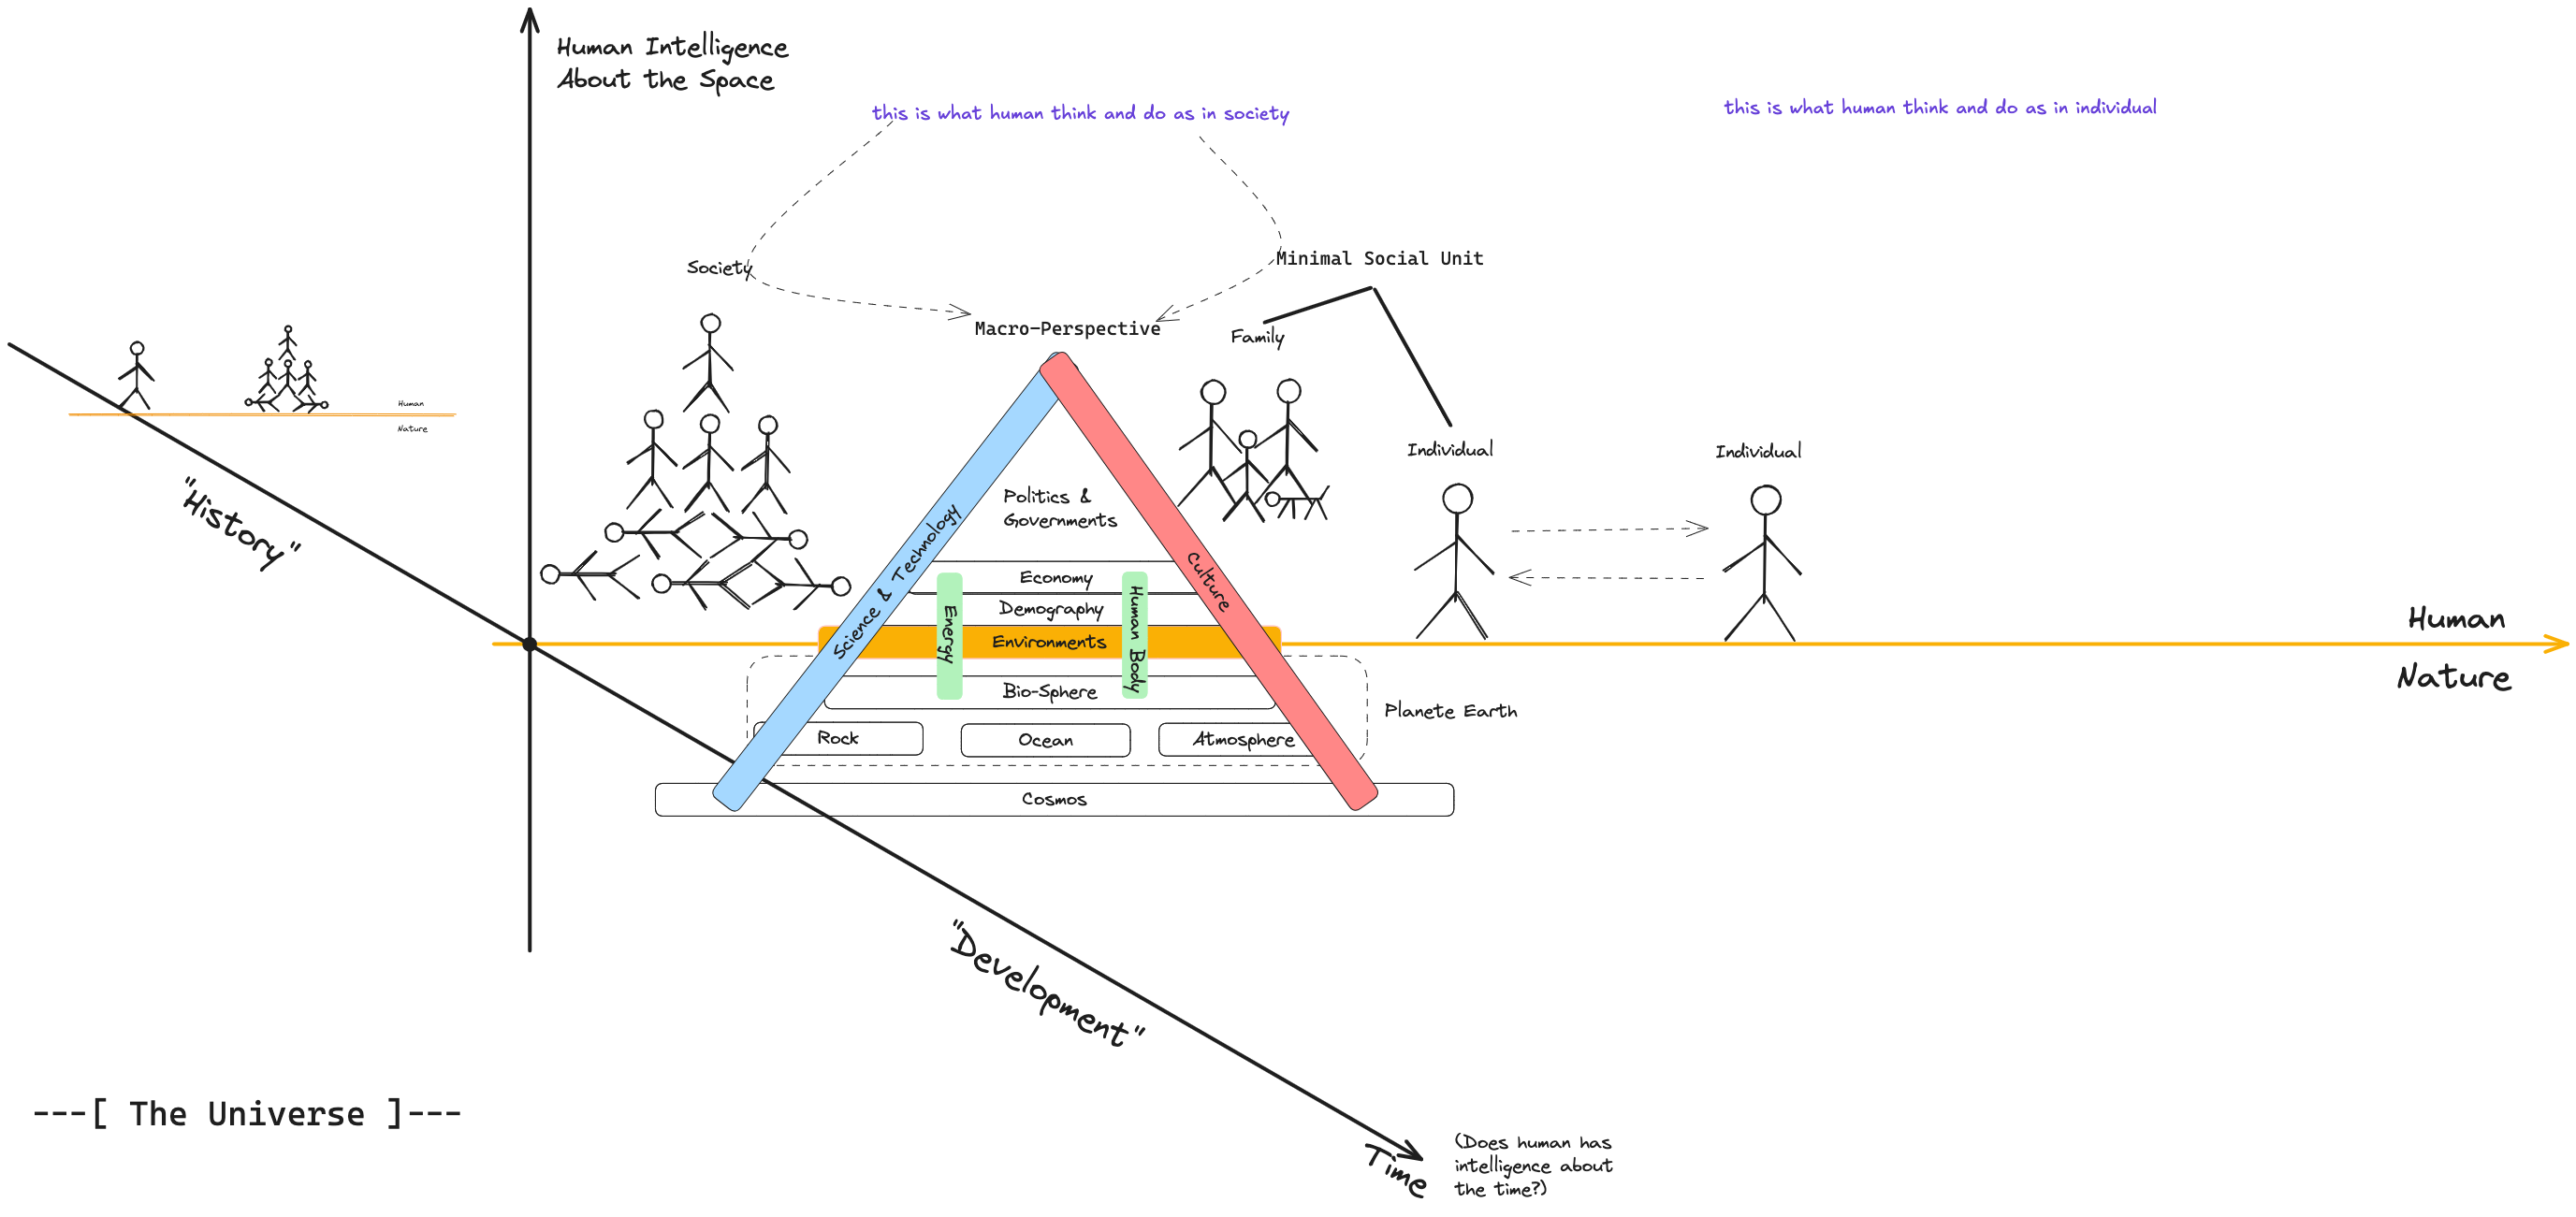 Human Intelligence
About the Space
this is what human think and do as in society
this is what human think and do as in individual
Society
Minimal Social Unit
Macro-Perspective
Family
Human
Nature
Individual
Individual
"History"
Politics &
Governments
Science & Technology
Culture
Economy
Energy
Human Body
Demography
Environments
Human
Nature
Bio-Sphere
Planete Earth
Rock
Ocean
Atmosphere
Cosmos
"Development"
---[ The Universe ]---
Time
(Does human has
intelligence about
the time?)